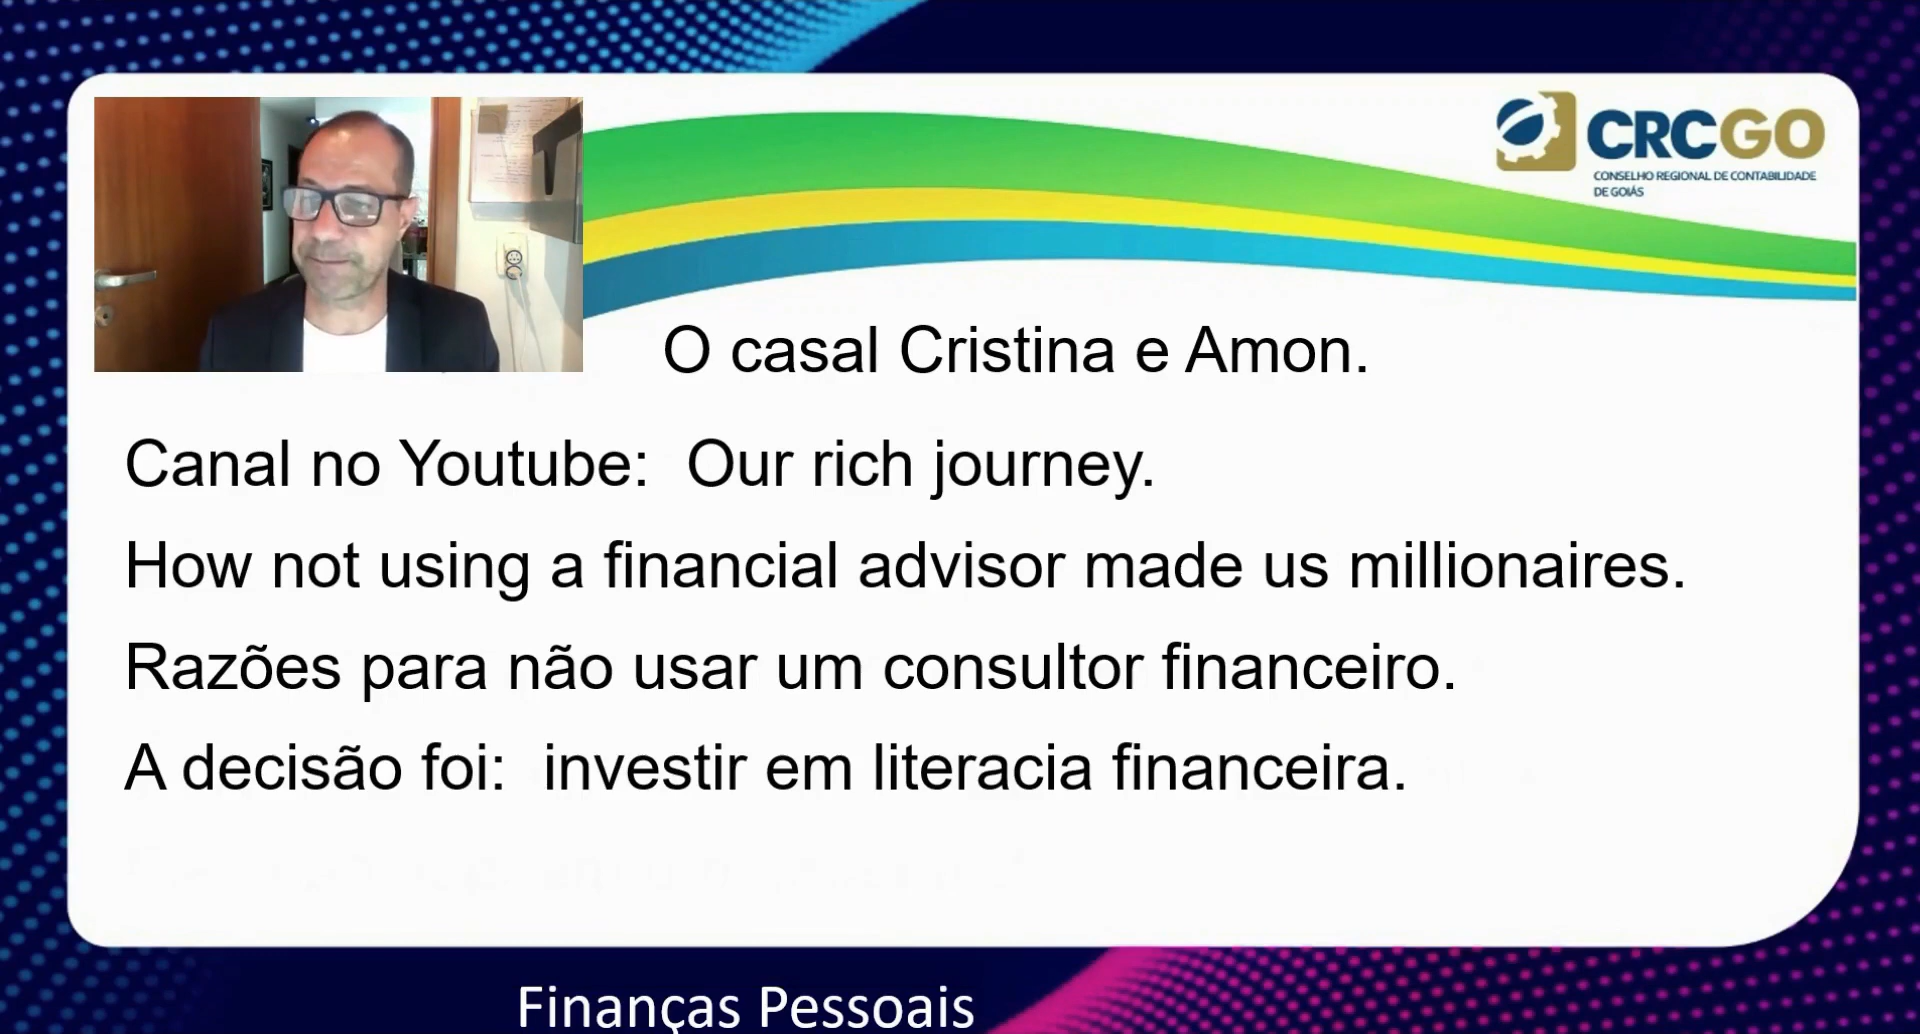 CRCGO
CONSELHO REGIONAL DE CONTABILIDADE
DE GOIÁS
O casal Cristina e Amon.
Canal no Youtube: Our rich journey.
How not using a financial advisor made us millionaires.
Razões para não usar um consultor financeiro.
A decisão foi: investir em literacia financeira.
Finanças Pessoais